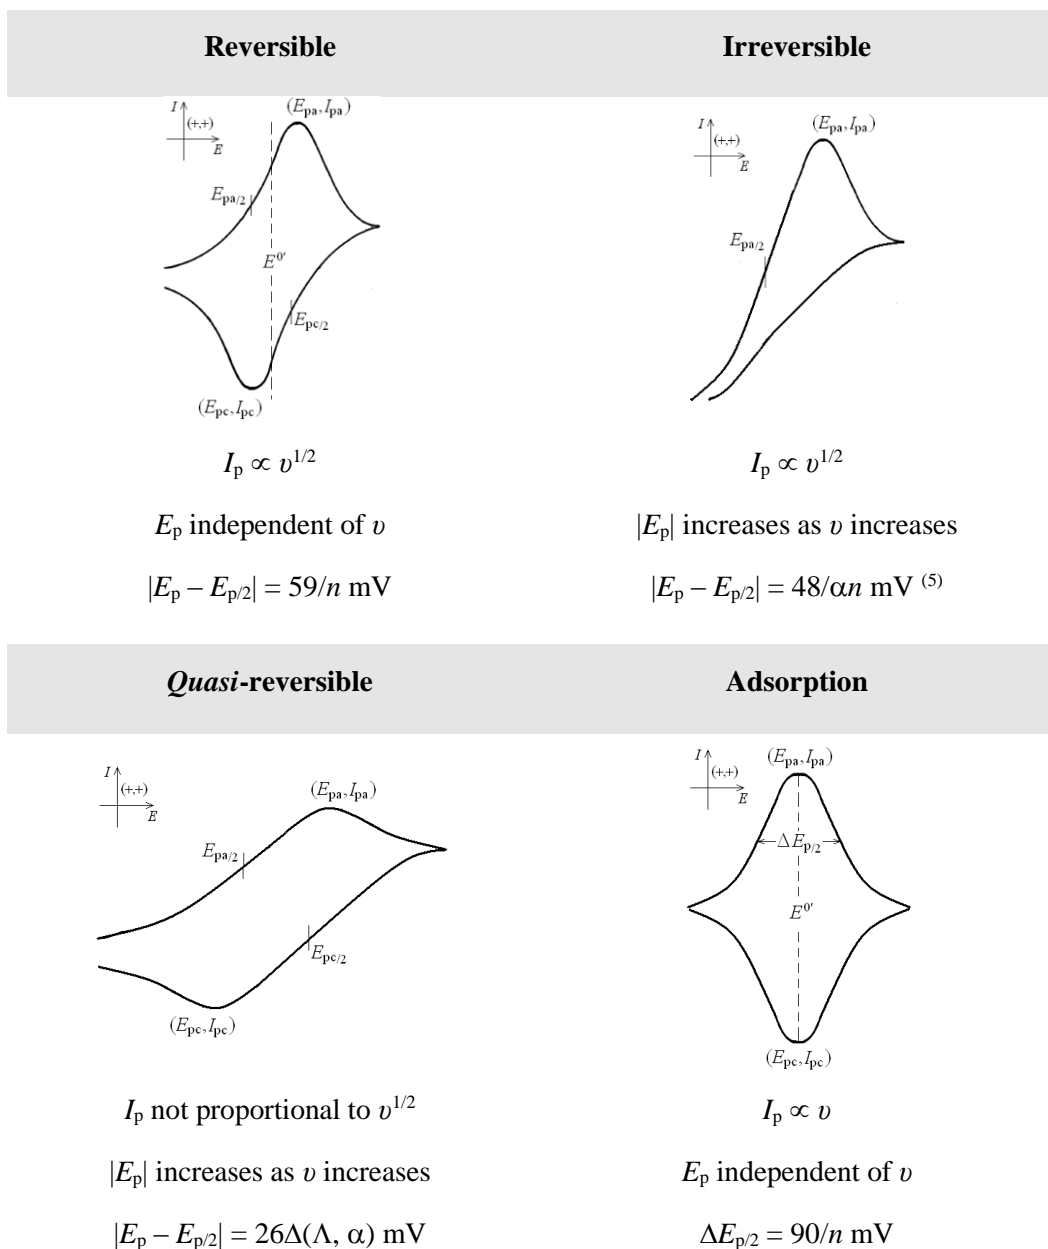 Reversible
Irreversible
I
(+,+)
E
(Epa,Ipa)
Epa/2
E0'
Epc/2
(Epc,Ipc)
I
(+,+)
E
(Epa,Ipa)
Epa/2
Ip ∝ υ1/2
Ip ∝ υ1/2
Ep independent of υ
|Ep| increases as υ increases
|Ep – Ep/2| = 59/n mV
|Ep – Ep/2| = 48/αn mV (5)
Quasi-reversible
Adsorption
I
(+,+)
E
(Epa,Ipa)
Epa/2
Epc/2
(Epc,Ipc)
I
(+,+)
E
(Epa,Ipa)
ΔEp/2
E0'
(Epc,Ipc)
Ip not proportional to υ1/2
Ip ∝ υ
|Ep| increases as υ increases
Ep independent of υ
|Ep – Ep/2| = 26Δ(Λ, α) mV
ΔEp/2 = 90/n mV